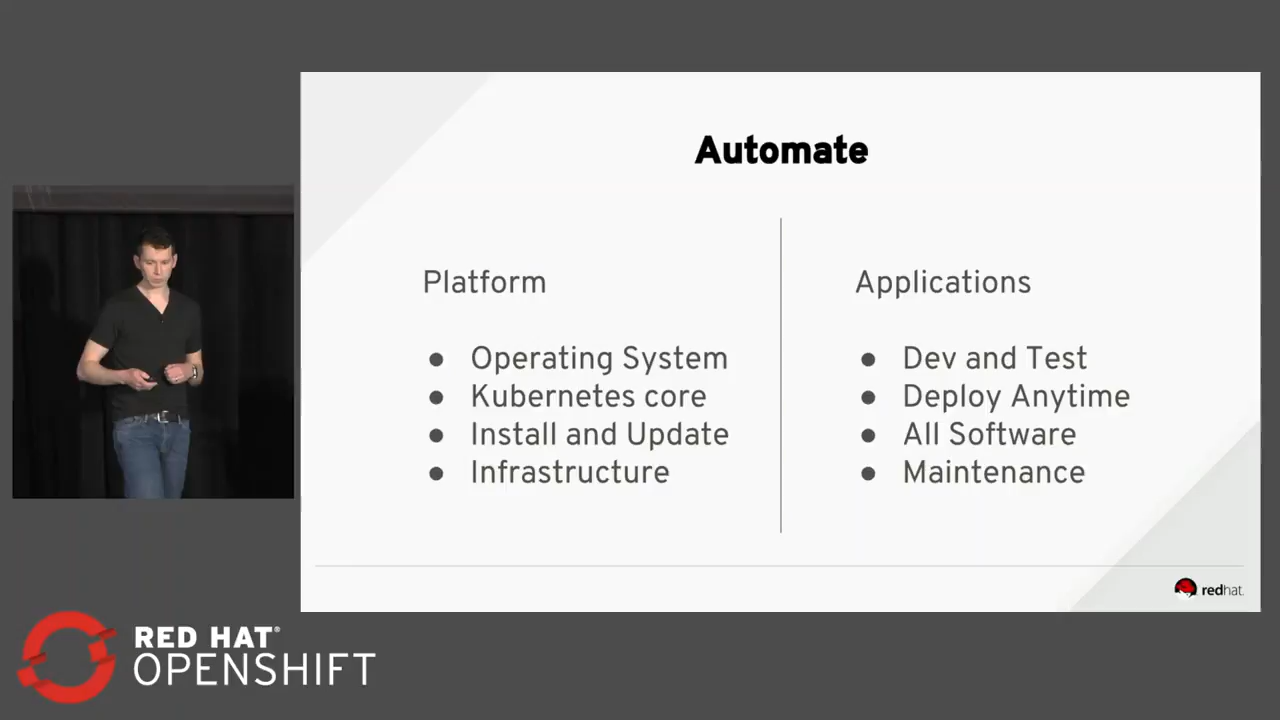 Automate
Platform
● Operating System
● Kubernetes core
● Install and Update
● Infrastructure
Applications
● Dev and Test
● Deploy Anytime
● All Software
● Maintenance
redhat.
RED HAT®
OPENSHIFT